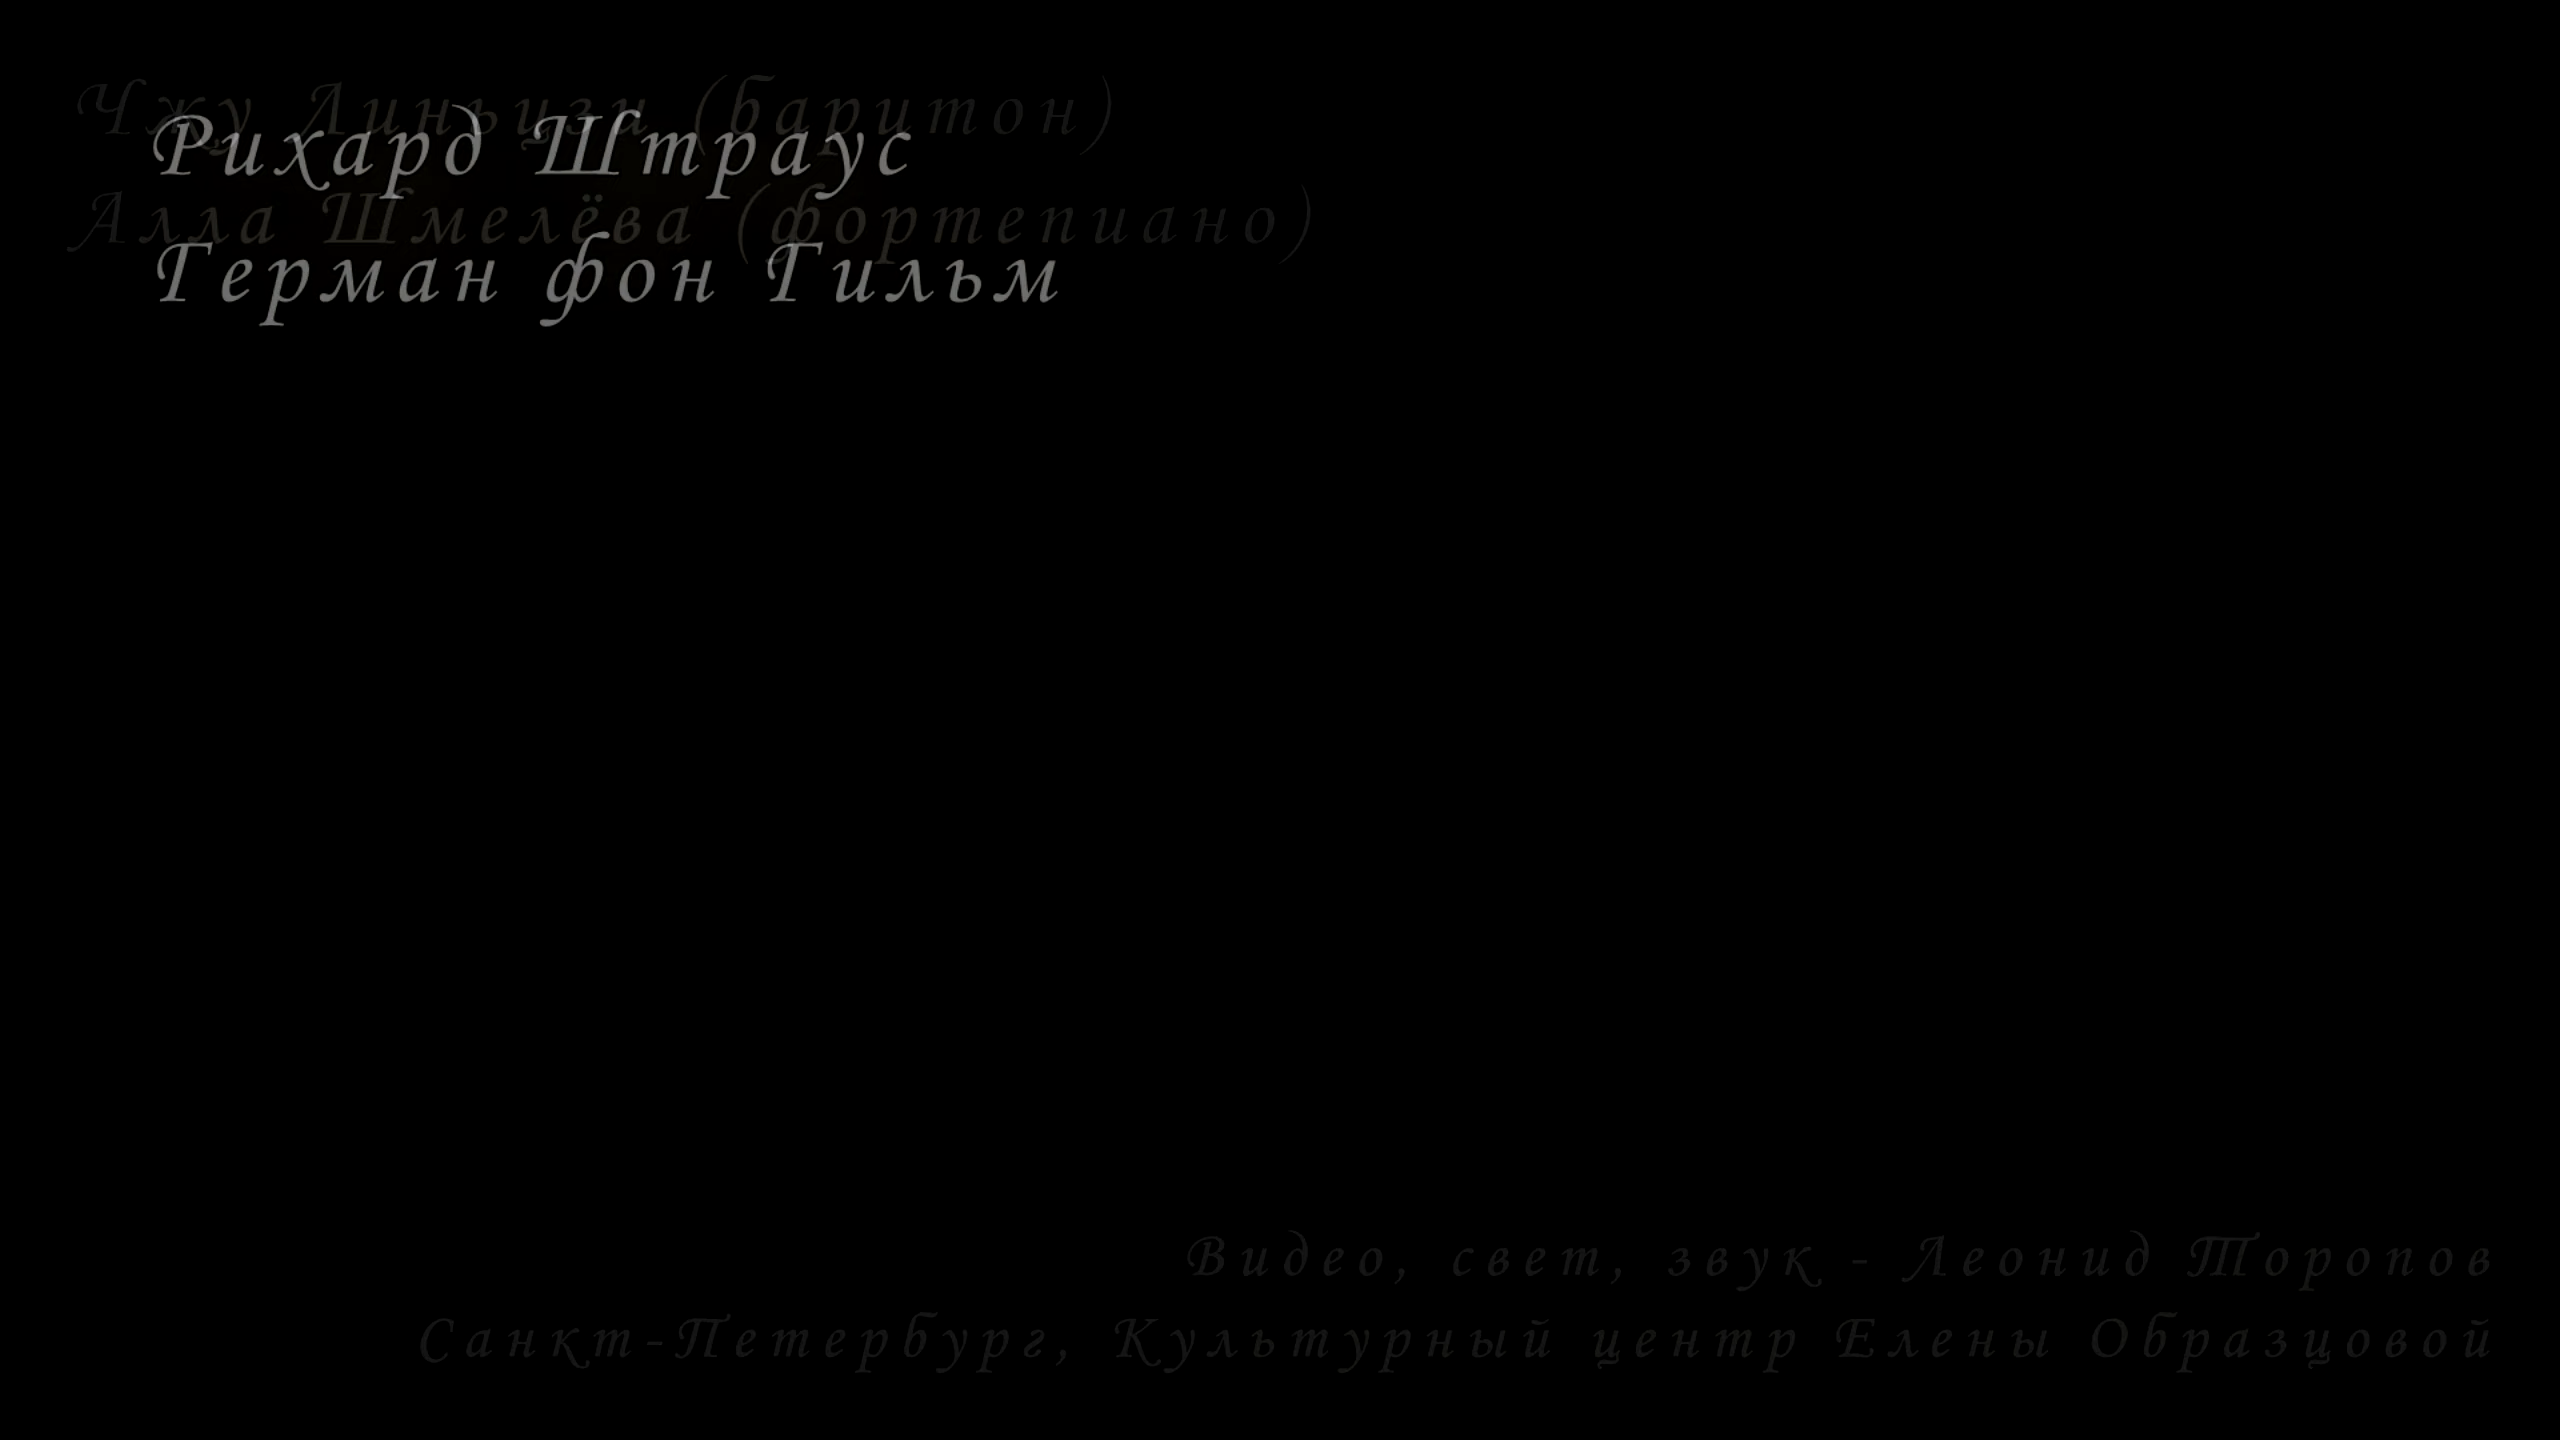 Чжу Линьцзи (баритон)
Рихард Штраус
Алла Шмелёва (фортепиано)
Герман фон Гильм
Видео, свет, звук - Леонид Торопов
Санкт-Петербург, Культурный центр Елены Образцовой